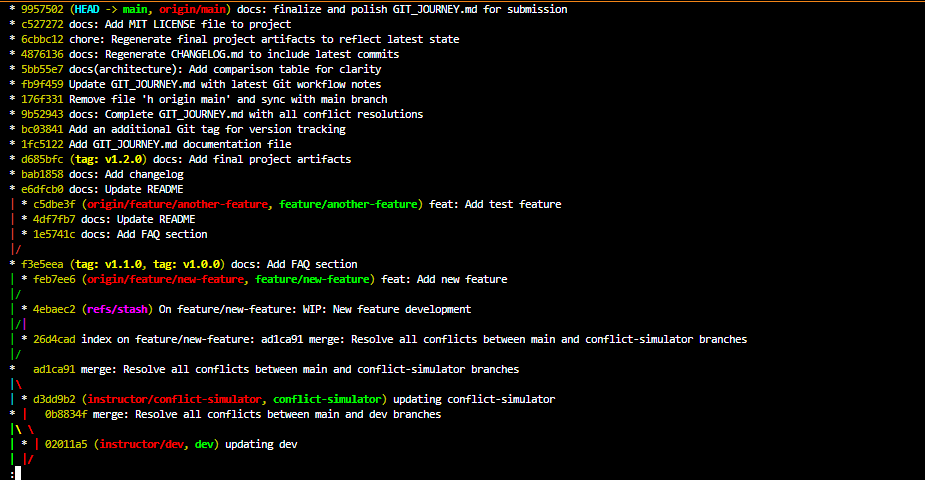 * 9957502 (HEAD -> main, origin/main) docs: finalize and polish GIT_JOURNEY.md for submission
* c527272 docs: Add MIT LICENSE file to project
* 6cbbc12 chore: Regenerate final project artifacts to reflect latest state
* 4876136 docs: Regenerate CHANGELOG.md to include latest commits
* 5bb55e7 docs(architecture): Add comparison table for clarity
* fb9f459 Update GIT_JOURNEY.md with latest Git workflow notes
* 176f331 Remove file 'h origin main' and sync with main branch
* 9b52943 docs: Complete GIT_JOURNEY.md with all conflict resolutions
* bc03841 Add an additional Git tag for version tracking
* 1fc5122 Add GIT_JOURNEY.md documentation file
* d685bfc (tag: v1.2.0) docs: Add final project artifacts
* bab1858 docs: Add changelog
* e6dfcb0 docs: Update README
| * c5dbe3f (origin/feature/another-feature, feature/another-feature) feat: Add test feature
| * 4df7fb7 docs: Update README
| * 1e5741c docs: Add FAQ section
|/
* f3e5eea (tag: v1.1.0, tag: v1.0.0) docs: Add FAQ section
| * feb7ee6 (origin/feature/new-feature, feature/new-feature) feat: Add new feature
|/
| * 4ebaec2 (refs/stash) On feature/new-feature: WIP: New feature development
|/|
| * 26d4cad index on feature/new-feature: ad1ca91 merge: Resolve all conflicts between main and conflict-simulator branches
|/
*   ad1ca91 merge: Resolve all conflicts between main and conflict-simulator branches
|\
| * d3dd9b2 (instructor/conflict-simulator, conflict-simulator) updating conflict-simulator
* |   0b8834f merge: Resolve all conflicts between main and dev branches
|\ \
| * | 02011a5 (instructor/dev, dev) updating dev
| |/
: